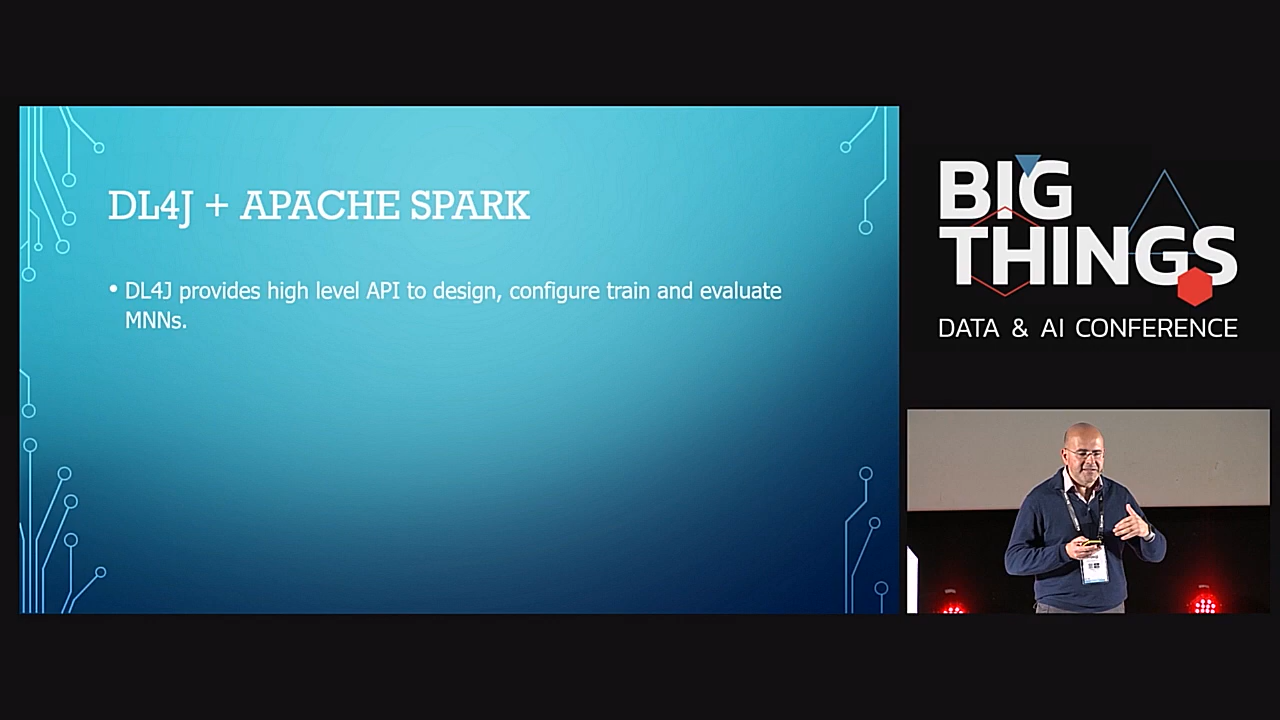 DL4J + APACHE SPARK
• DL4J provides high level API to design, configure train and evaluate
MNNs.
BIG
THINGS
DATA & AI CONFERENCE